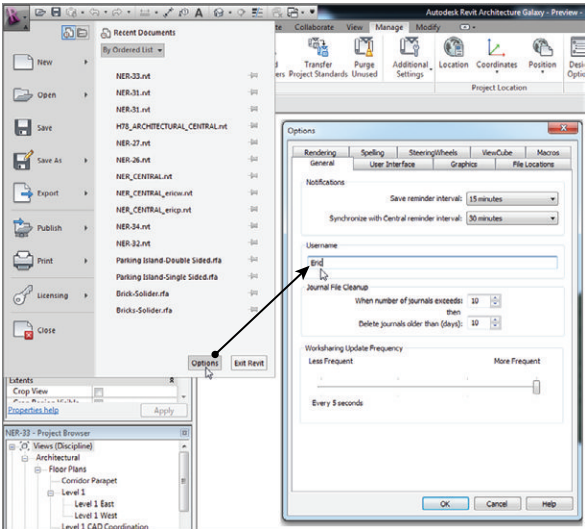 Autodesk Revit Architecture Galaxy - Preview -
Collaborate View Manage Modify
Recent Documents
By Ordered List
New
Open
Save
Save As
Export
Publish
Print
Licensing
Close
NER-33.rvt
NER-31.rvt
NER-31.rvt
H78_ARCHITECTURAL_CENTRAL.rvt
NER-27.rvt
NER-26.rvt
NER_CENTRAL.rvt
NER_CENTRAL_ericw.rvt
NER_CENTRAL_ericp.rvt
NER-34.rvt
NER-32.rvt
Parking Island-Double Sided.rfa
Parking Island-Single Sided.rfa
Brick-Solider.rfa
Bricks-Solider.rfa
Options Exit Revit
Transfer Project Standards
Purge Unused
Additional Settings
Location
Coordinates
Position
Project Location
Options
Rendering Spelling SteeringWheels ViewCube Macros
General User Interface Graphics File Locations
Notifications
Save reminder interval: 15 minutes
Synchronize with Central reminder interval: 30 minutes
Username
Eric
Journal File Cleanup
When number of journals exceeds: 10
then
Delete journals older than (days): 10
Worksharing Update Frequency
Less Frequent More Frequent
Every 5 seconds
OK Cancel Help
Extents
Crop View
Properties help Apply
NER-33 - Project Browser
Views (Discipline)
Architectural
Floor Plans
Corridor Parapet
Level 1
Level 1 East
Level 1 West
Level 1 CAD Coordination